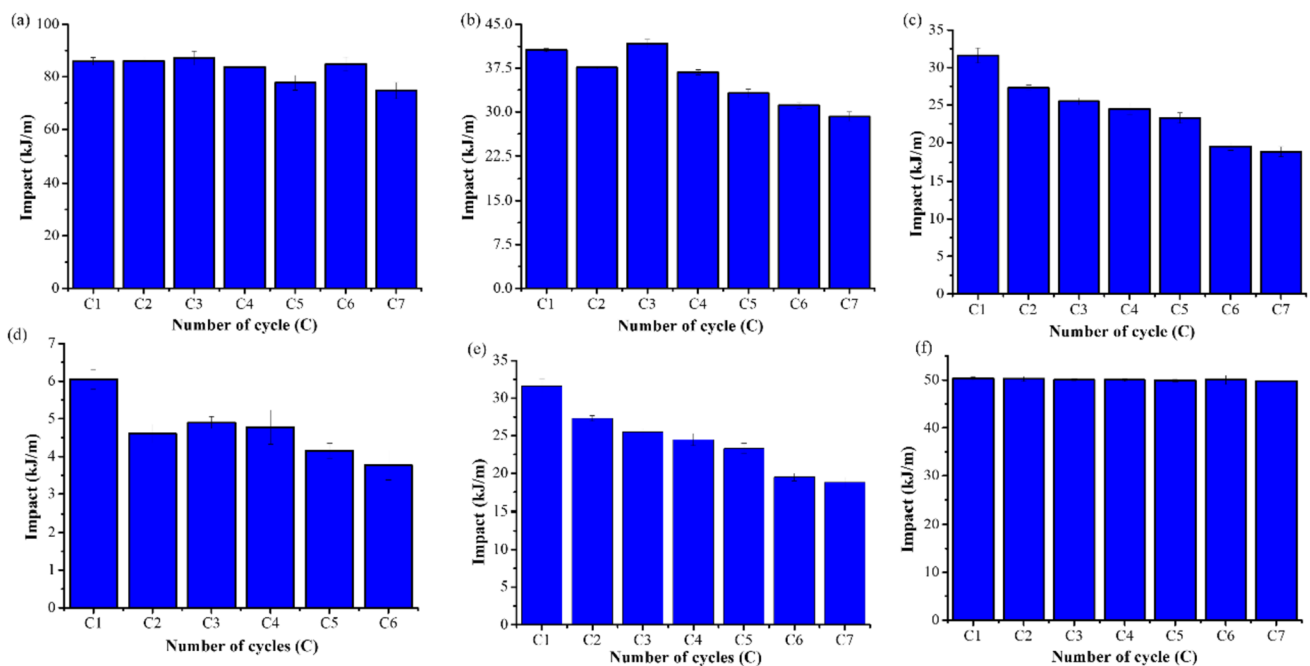 (a)
100
80
60
40
20
0
Impact (kJ/m)
C1 C2 C3 C4 C5 C6 C7
Number of cycle (C)
(b)
45.0
37.5
30.0
22.5
15.0
7.5
0.0
Impact (kJ/m)
C1 C2 C3 C4 C5 C6 C7
Number of cycle (C)
(c)
35
30
25
20
15
10
5
0
Impact (kJ/m)
C1 C2 C3 C4 C5 C6 C7
Number of cycle (C)
(d)
7
6
5
4
3
2
1
0
Impact (kJ/m)
C1 C2 C3 C4 C5 C6
Number of cycles (C)
(e)
35
30
25
20
15
10
5
0
Impact (kJ/m)
C1 C2 C3 C4 C5 C6 C7
Number of cycles (C)
(f)
50
40
50
50
50
0
Impact (kJ/m)
C1 C2 C3 C4 C5 C6 C7
Number of cycle (C)